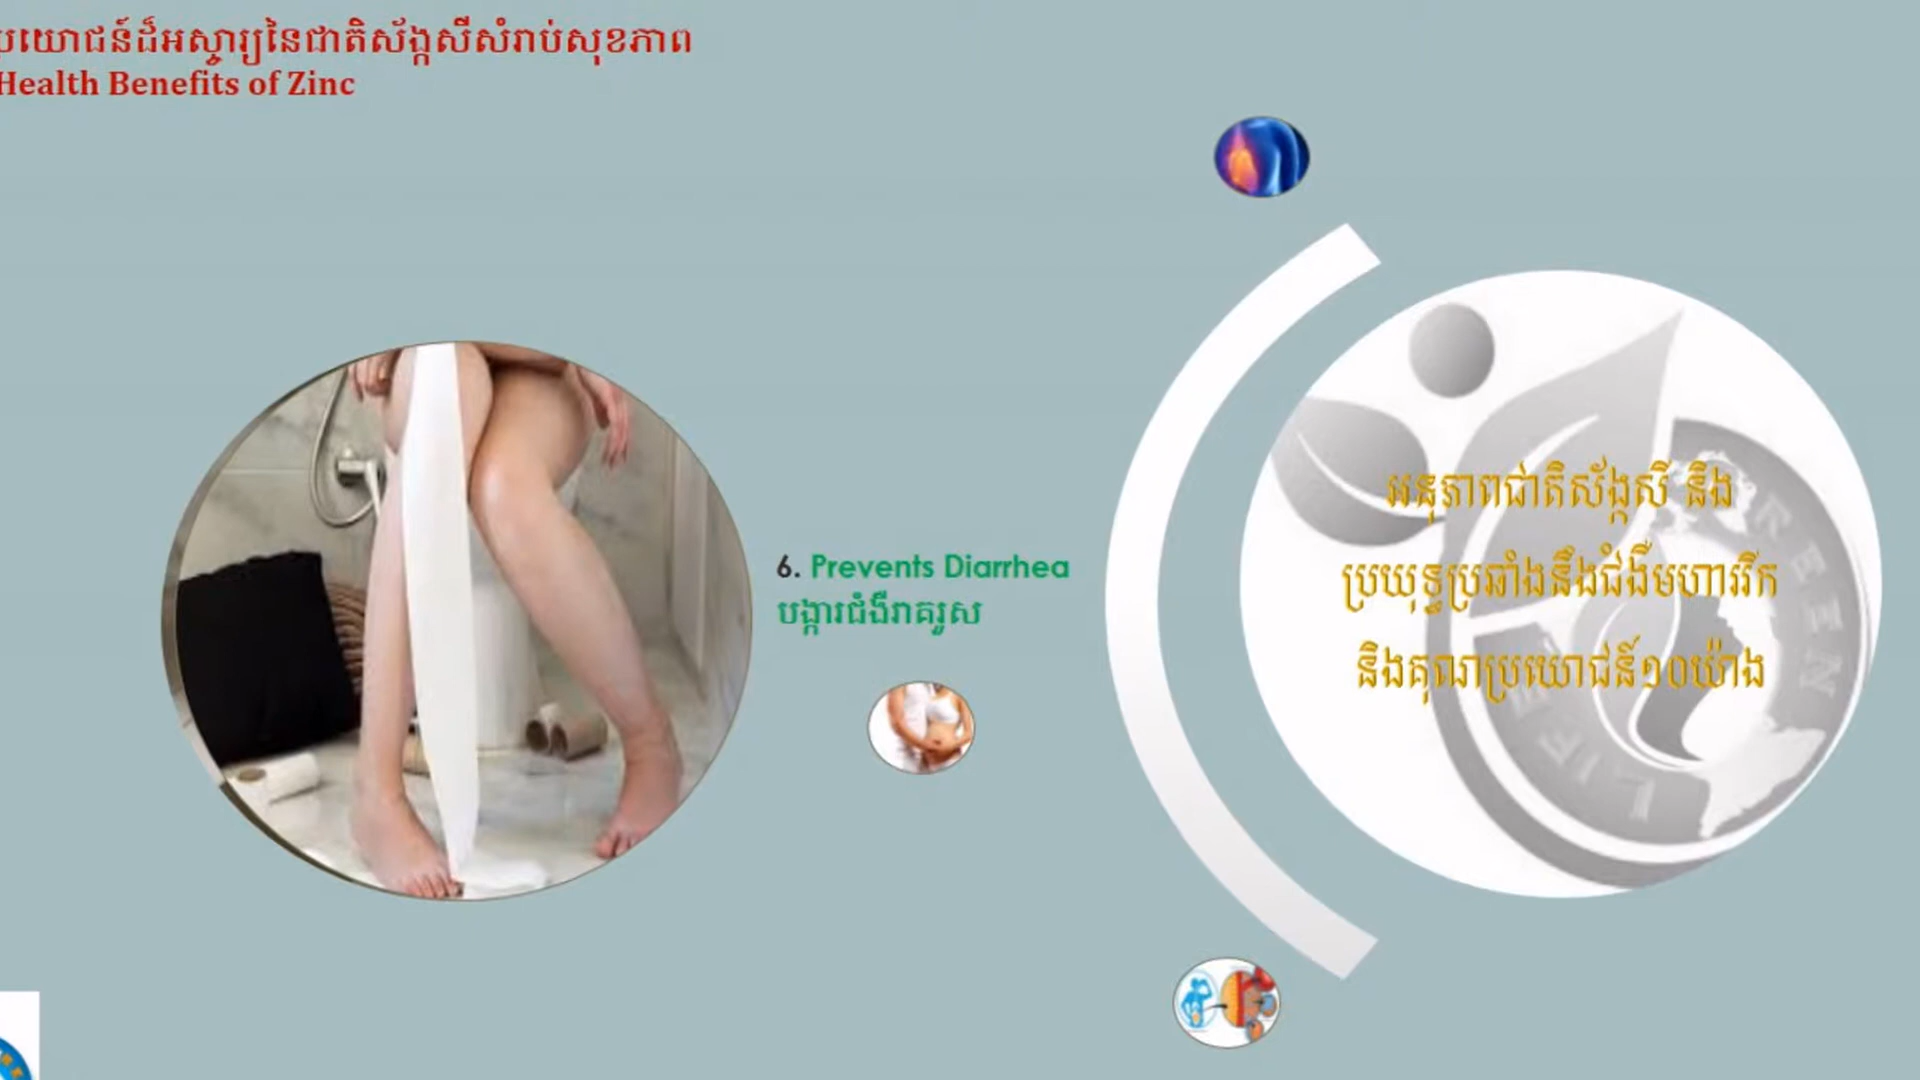 ប្រយោជន៍ដ៏អស្ចារ្យនៃជាតិស័ង្កសីសំរាប់សុខភាព
Health Benefits of Zinc
6. Prevents Diarrhea
បង្ការជំងឺរាគរូស
អនុភាពជាតិស័ង្កសី និង
ប្រយុទ្ធប្រឆាំងនឹងជំងឺមហារីក
និងគុណប្រយោជន៍១០យ៉ាង
LIFE GREEN